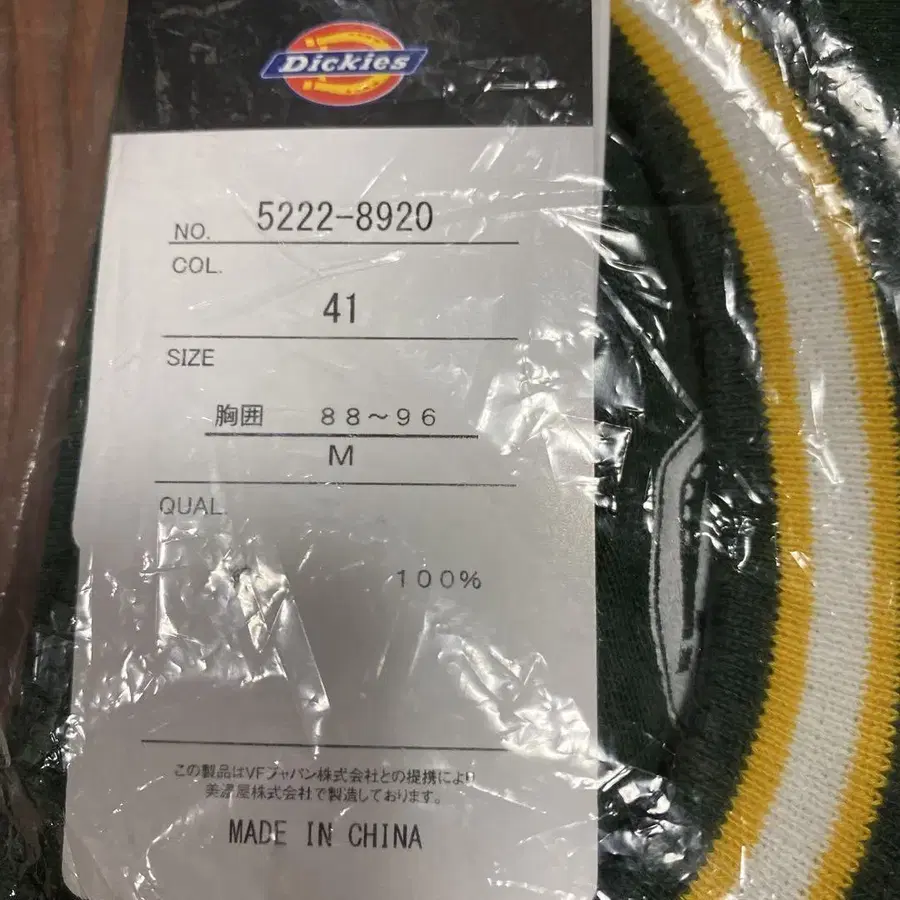 Dickies
NO. 5222-8920
COL.
41
SIZE
胸囲 88〜96
M
QUAL.
100%
この製品はVFジャパン株式会社との提携により
美濃屋株式会社で製造しております。
MADE IN CHINA